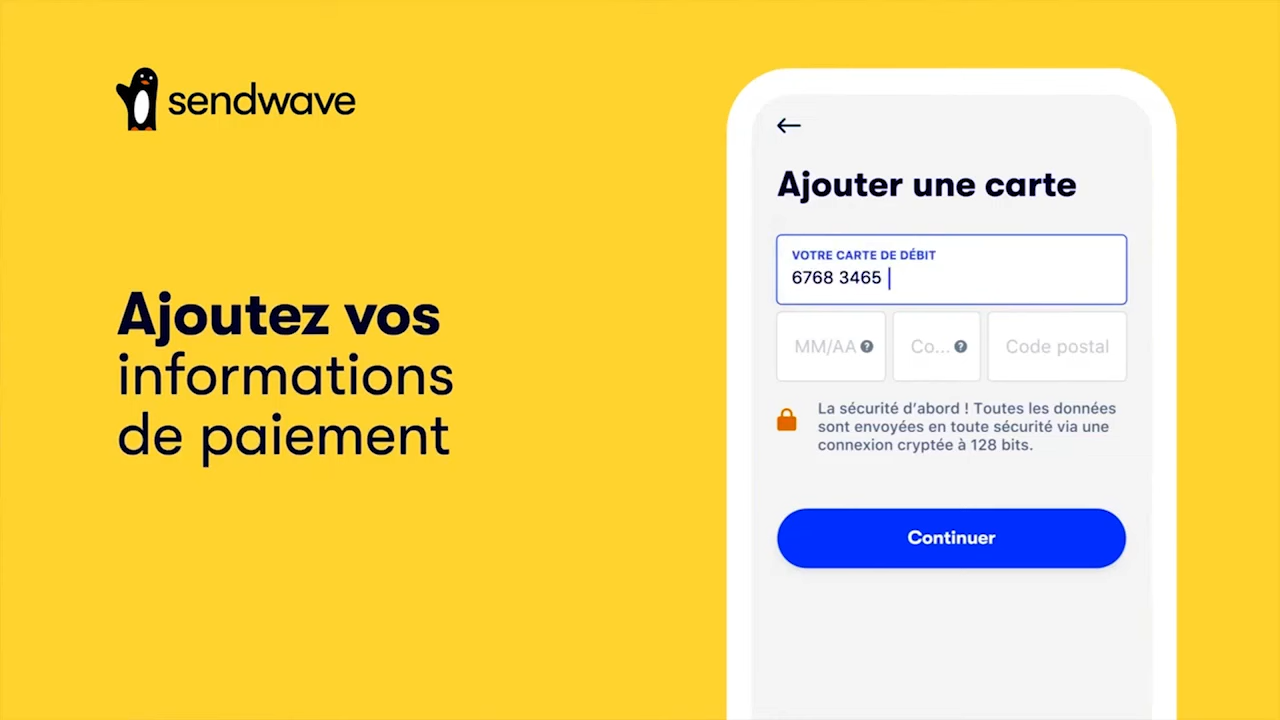 sendwave
Ajoutez vos
informations
de paiement
Ajouter une carte
VOTRE CARTE DE DÉBIT
6768 3465
MM/AA ?
Co... ?
Code postal
La sécurité d’abord ! Toutes les données
sont envoyées en toute sécurité via une
connexion cryptée à 128 bits.
Continuer